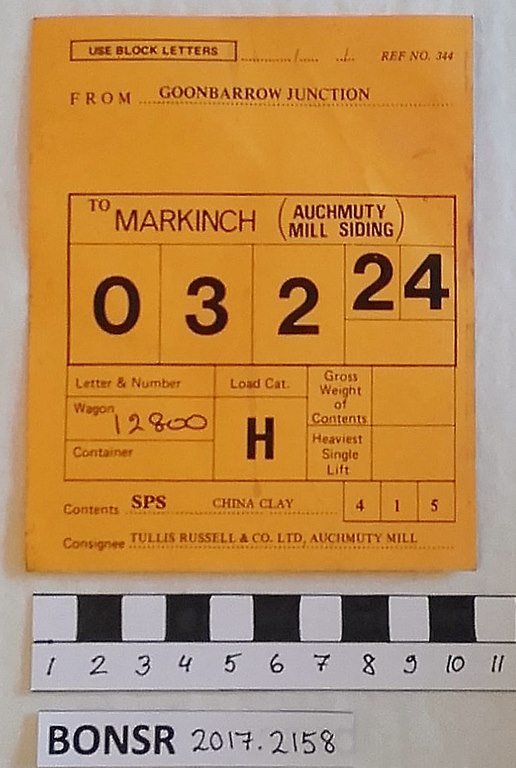 USE BLOCK LETTERS ...../...../..... REF NO. 344
FROM GOONBARROW JUNCTION
TO MARKINCH (AUCHMUTY MILL SIDING)
0 3 2 24
Letter & Number
Load Cat.
Gross Weight of Contents
Wagon 12800
H
Container
Heaviest Single Lift
Contents SPS CHINA CLAY 4 1 5
Consignee TULLIS RUSSELL & CO. LTD, AUCHMUTY MILL
1 2 3 4 5 6 7 8 9 10 11
BONSR 2017.2158